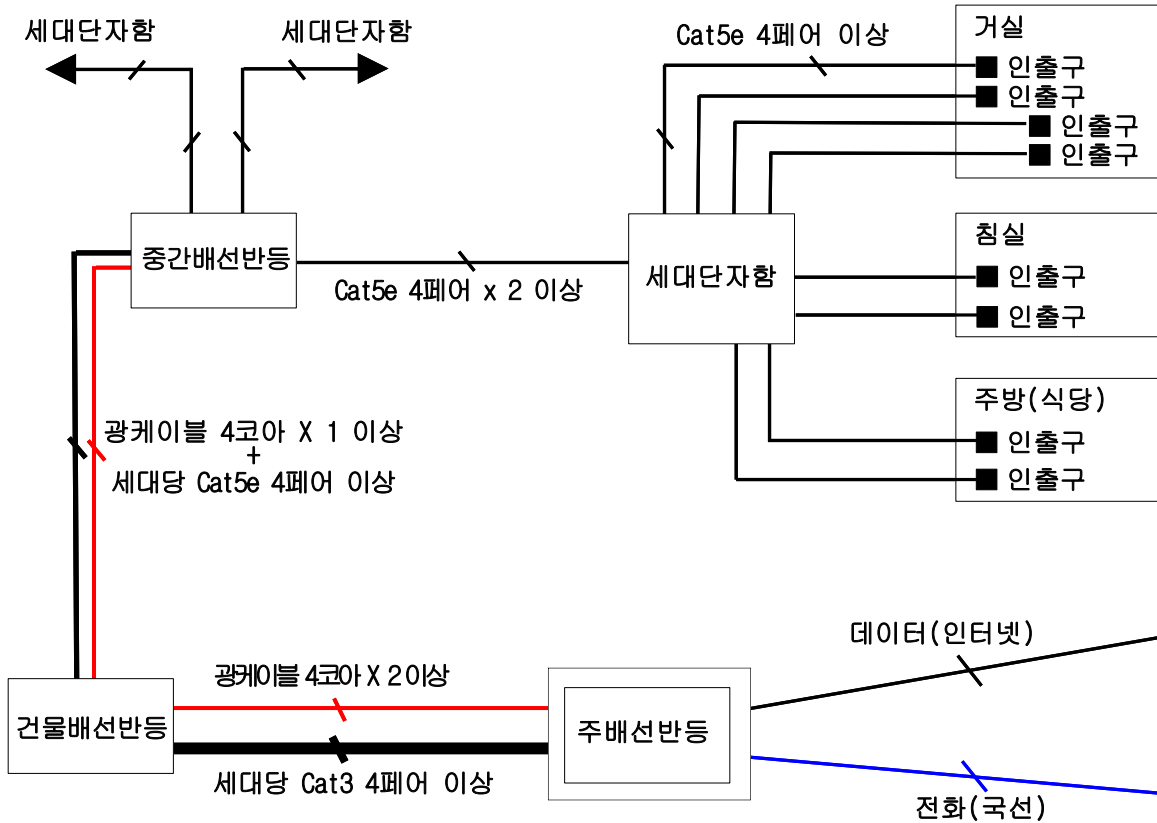 세대단자함
세대단자함
Cat5e 4페어 이상
거실
인출구
인출구
인출구
인출구
중간배선반등
Cat5e 4페어 x 2 이상
세대단자함
침실
인출구
인출구
주방(식당)
인출구
인출구
광케이블 4코아 X 1 이상
+
세대당 Cat5e 4페어 이상
데이터(인터넷)
건물배선반등
광케이블 4코아 X 2 이상
주배선반등
세대당 Cat3 4페어 이상
전화(국선)